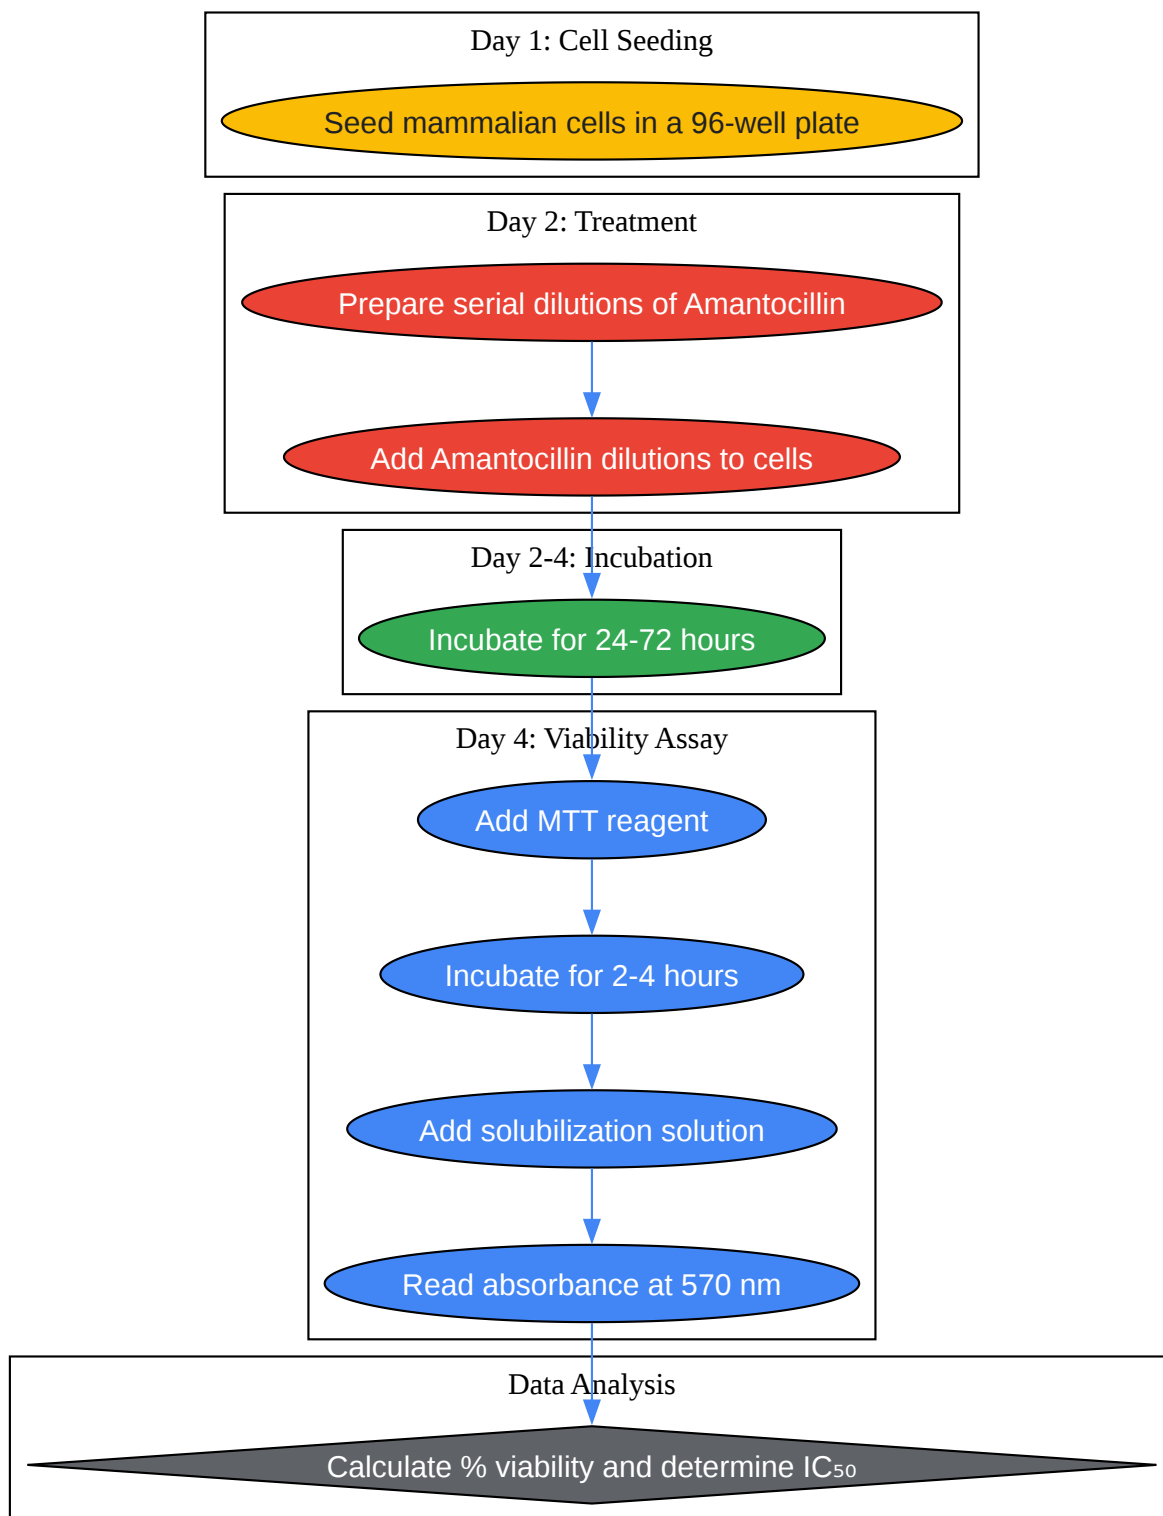 Day 1: Cell Seeding
Seed mammalian cells in a 96-well plate
Day 2: Treatment
Prepare serial dilutions of Amantocillin
Add Amantocillin dilutions to cells
Day 2-4: Incubation
Incubate for 24-72 hours
Day 4: Viability Assay
Add MTT reagent
Incubate for 2-4 hours
Add solubilization solution
Read absorbance at 570 nm
Data Analysis
Calculate % viability and determine IC₅₀